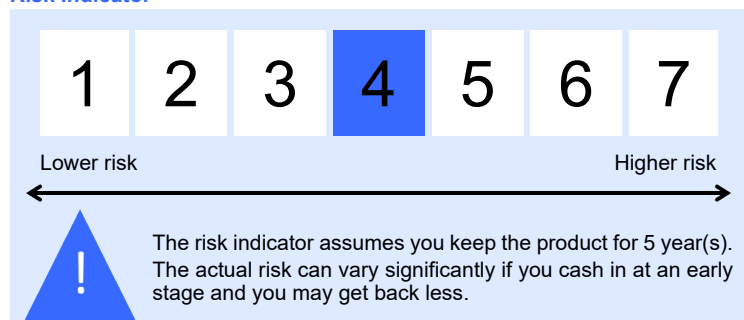 Risk Indicator
1 2 3 4 5 6 7
Lower risk Higher risk
!
The risk indicator assumes you keep the product for 5 year(s).
The actual risk can vary significantly if you cash in at an early
stage and you may get back less.